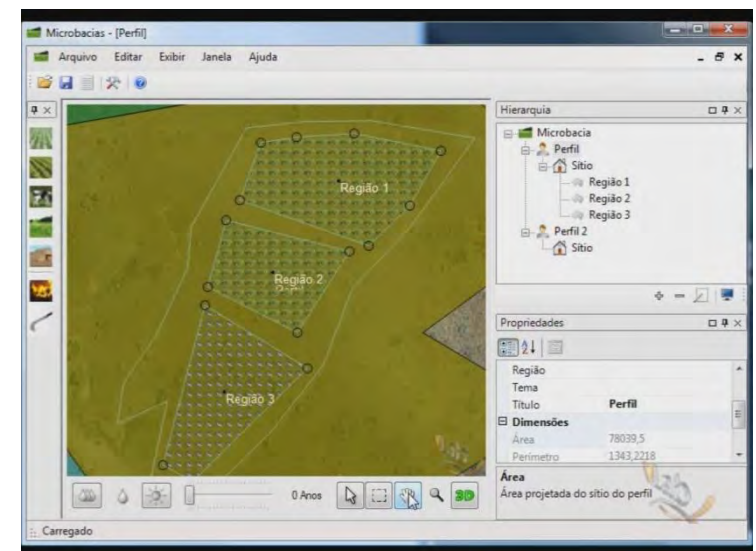 Microbacias - [Perfil]
Arquivo Editar Exibir Janela Ajuda
Hierarquia
Microbacia
Perfil
Sítio
Região 1
Região 2
Região 3
Perfil 2
Sítio
Região 1
Região 2
Região 3
Propriedades
Região
Tema
Título Perfil
Dimensões
Área 78039,5
Perímetro 1343,2218
Área
Área projetada do sítio do perfil
0 Anos
3D
Carregado